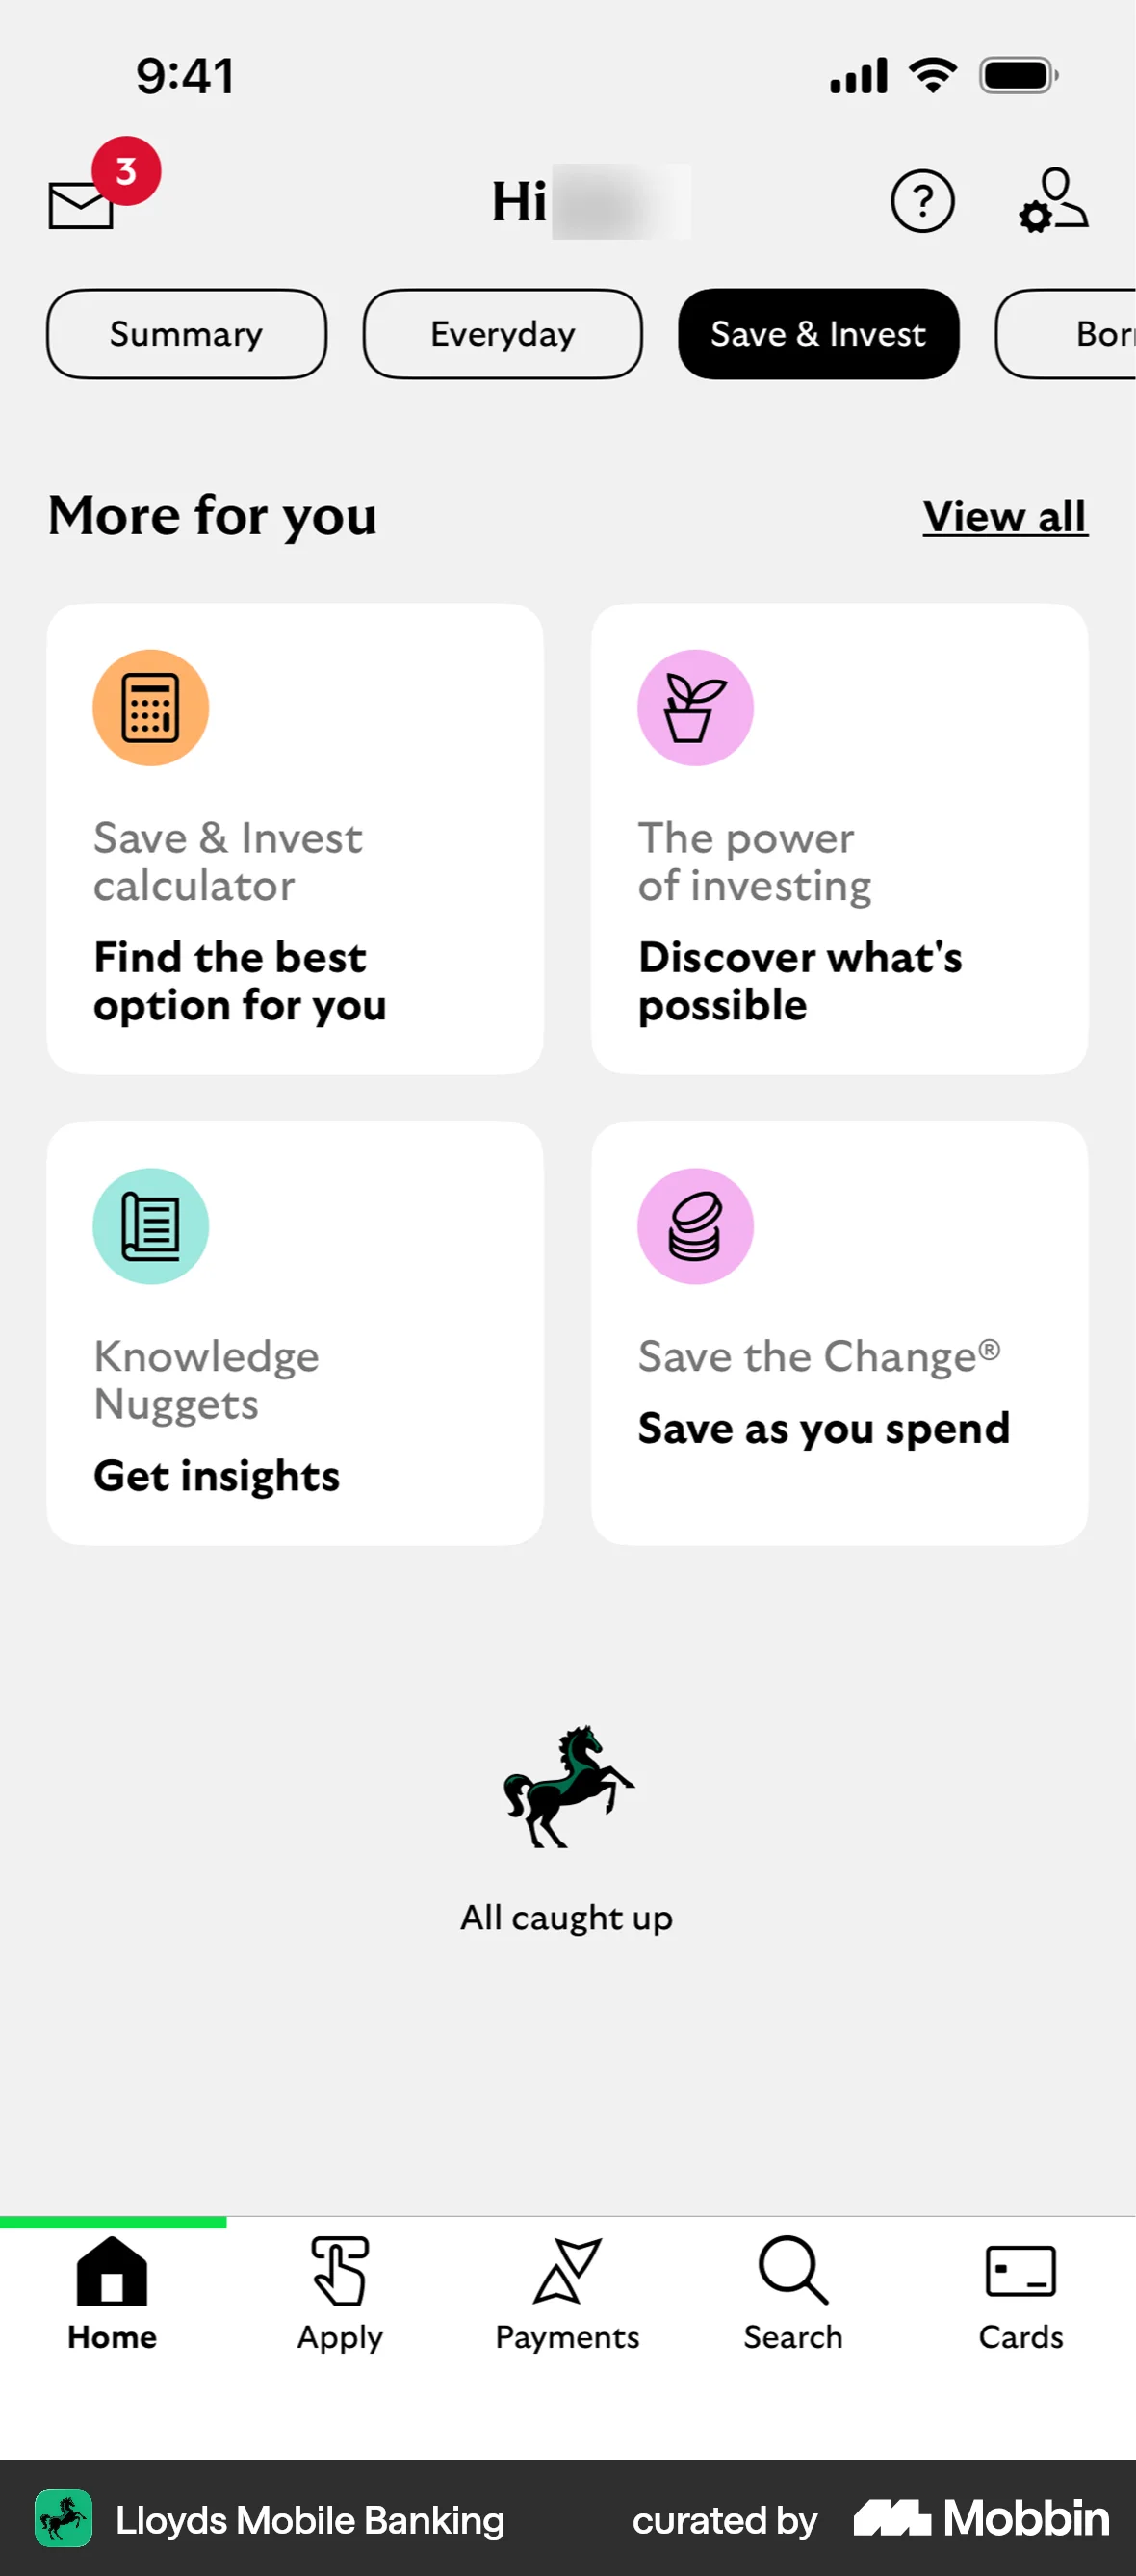 9:41
3
Hi
?
Summary
Everyday
Save & Invest
More for you
View all
Save & Invest
calculator
Find the best
option for you
The power
of investing
Discover what's
possible
Knowledge
Nuggets
Get insights
Save the Change®
Save as you spend
All caught up
Home
Apply
Payments
Search
Cards
Lloyds Mobile Banking
curated by
Mobbin